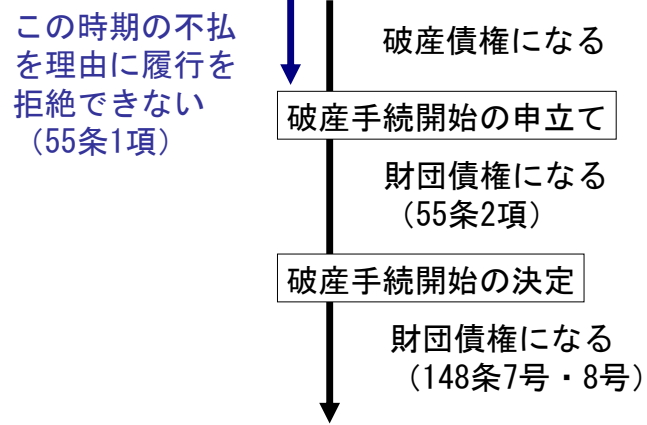 この時期の不払
を理由に履行を
拒絶できない
（55条1項）
破産債権になる
破産手続開始の申立て
財団債権になる
（55条2項）
破産手続開始の決定
財団債権になる
（148条7号・8号）